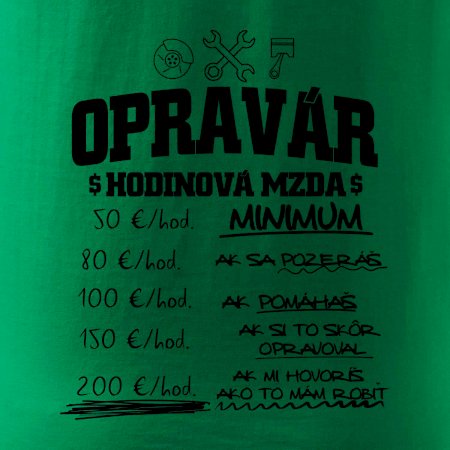 OPRAVÁR
$ HODINOVÁ MZDA $
50 €/hod. MINIMUM
80 €/hod. AK SA POZERÁŠ
100 €/hod. AK POMÁHAŠ
150 €/hod. AK SI TO SKÔR
OPRAVOVAL
200 €/hod. AK MI HOVORÍŠ
AKO TO MÁM ROBIŤ